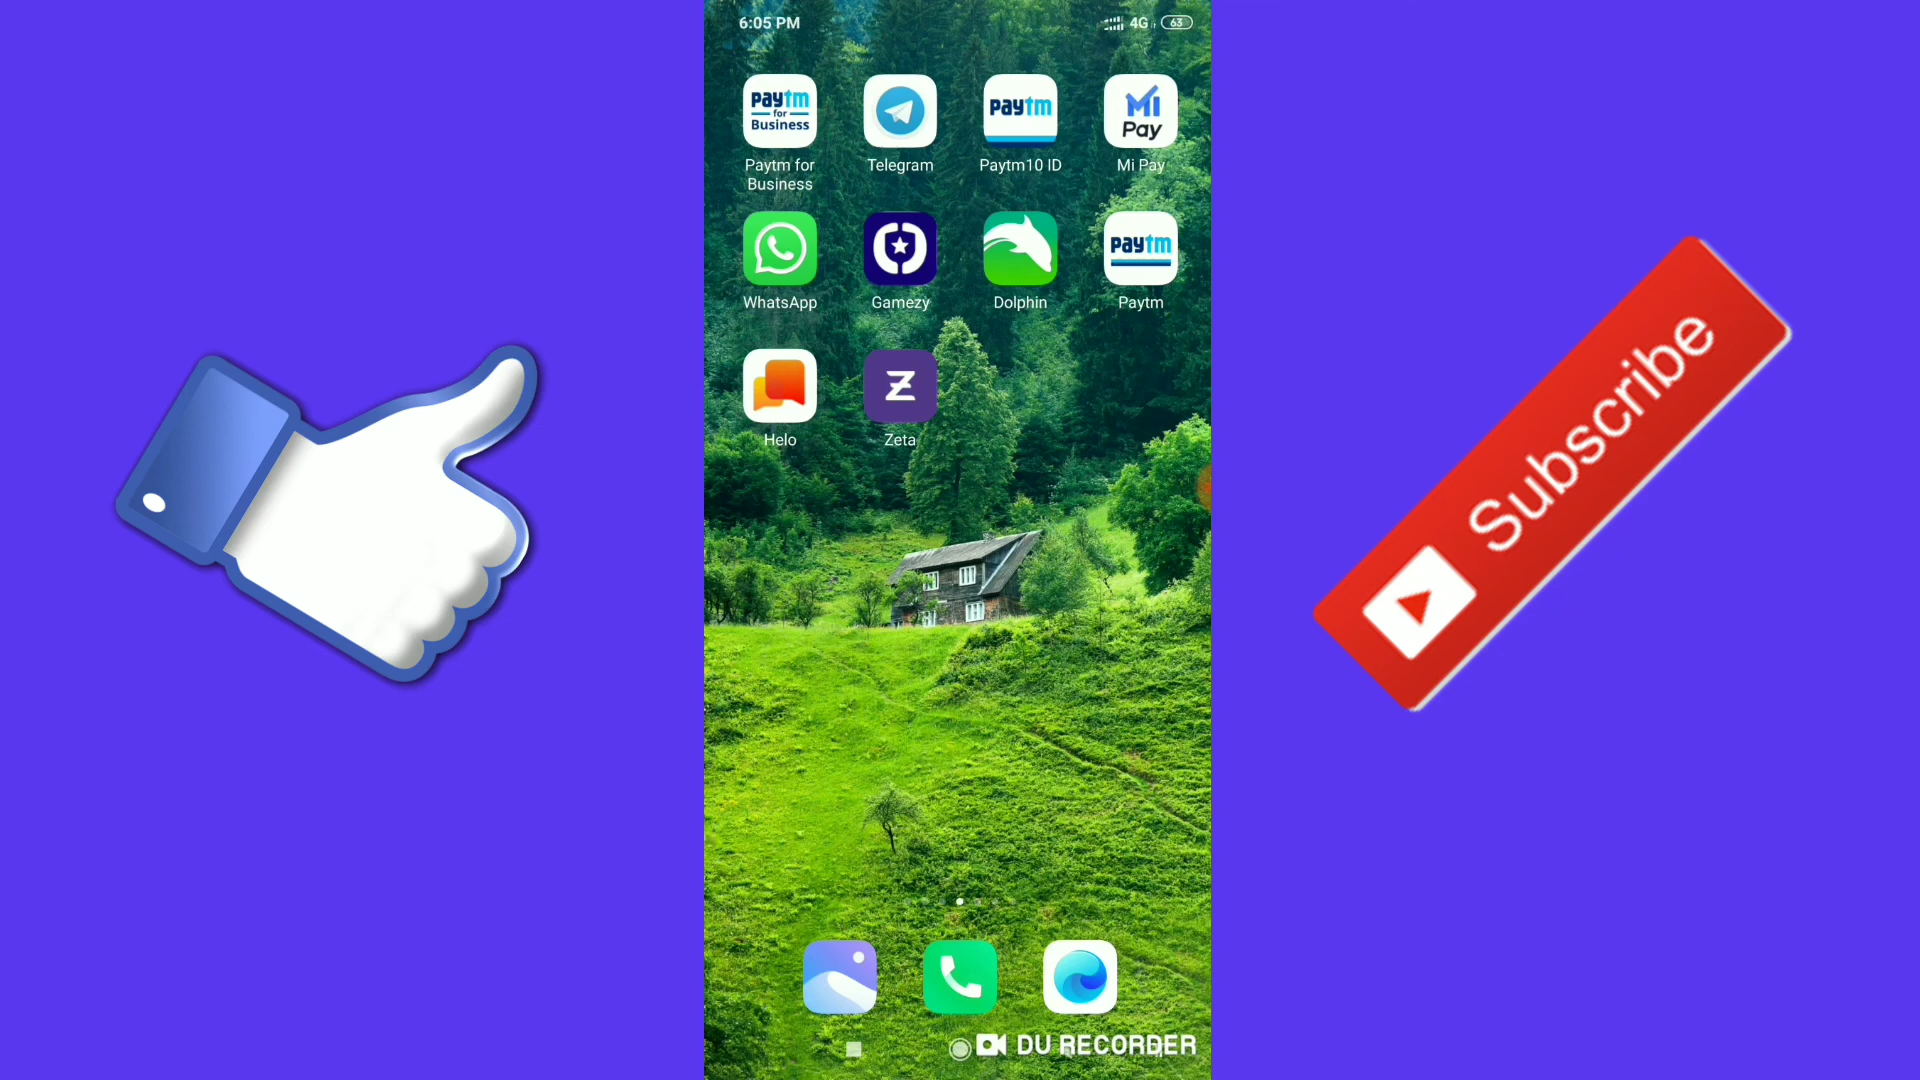 6:05 PM
4G 63
paytm
for
Business
paytm
Mi
Pay
Paytm for
Business
Telegram
Paytm10 ID
Mi Pay
paytm
WhatsApp
Gamezy
Dolphin
Paytm
Z
Helo
Zeta
Subscribe
DU RECORDER